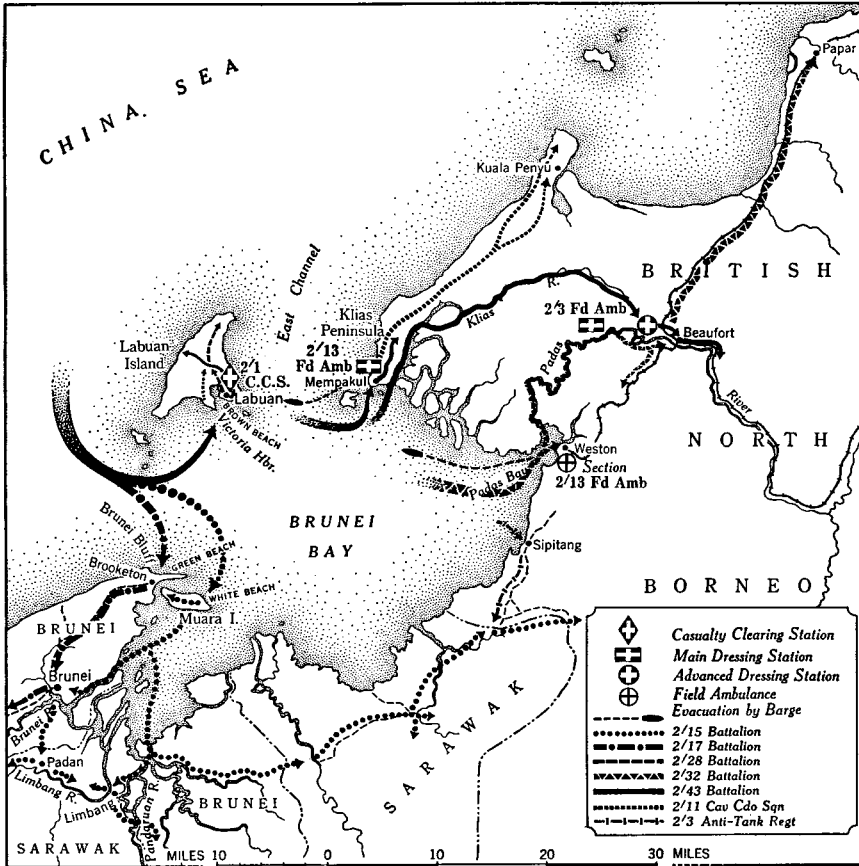 CHINA. SEA
Papar
Kuala Penyu
East Channel
BRITISH
Klias
Peninsula
Klias R.
2/3 Fd Amb
Beaufort
Labuan
Island
2/1
C.C.S.
Labuan
2/13
Fd Amb
Mempakul
BROWN BEACH
Victoria Hbr.
Padas
River
NORTH
Weston
Section
2/13 Fd Amb
Padas Bay
BRUNEI
BAY
Brunei Bluff
GREEN BEACH
Brooketon
WHITE BEACH
Muara I.
Sipitang
BORNEO
BRUNEI
Brunei
Brunei R.
Padan
Limbang R.
Limbang
Pandaruan R.
BRUNEI
SARAWAK
SARAWAK
Casualty Clearing Station
Main Dressing Station
Advanced Dressing Station
Field Ambulance
Evacuation by Barge
2/15 Battalion
2/17 Battalion
2/28 Battalion
2/32 Battalion
2/43 Battalion
2/11 Cav Cdo Sqn
2/3 Anti-Tank Regt
MILES 10 0 10 20 30 MILES